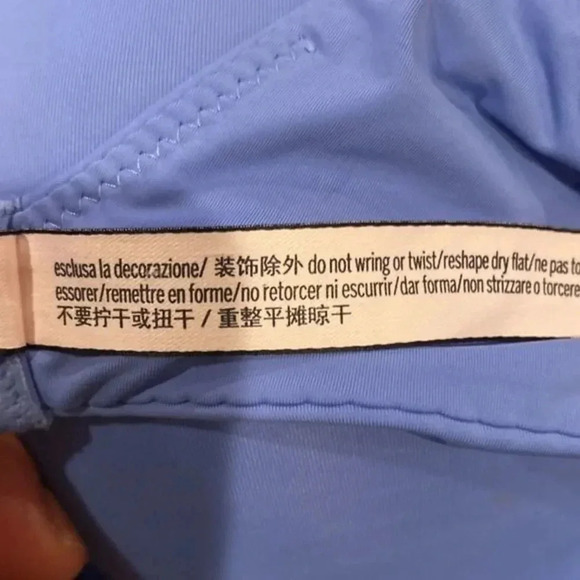 esclusa la decorazione/ 装饰除外 do not wring or twist/reshape dry flat/ne pas to
essorer/remettre en forme/no retorcer ni escurrir/dar forma/non strizzare o torcere
不要拧干或扭干 / 重整平摊晾干